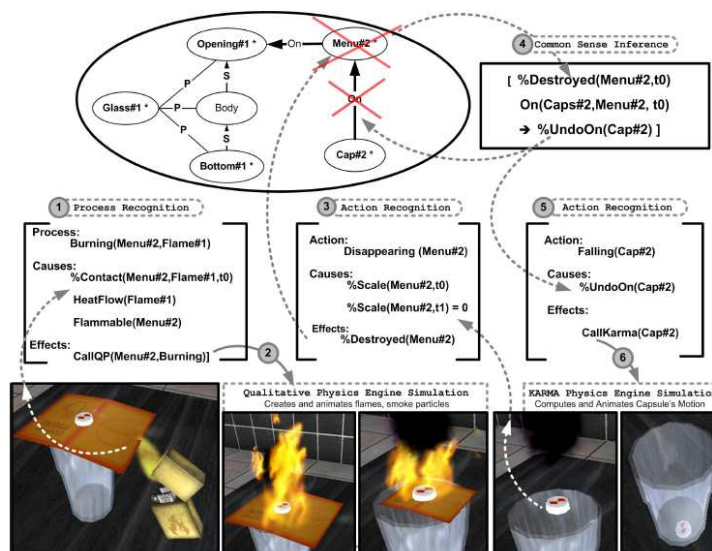 Opening#1 *
On
Menu#2 *
P
S
Glass#1 *
P
Body
On
P
S
Bottom#1 *
Cap#2 *
4 Common Sense Inference
[ %Destroyed(Menu#2,t0)
On(Caps#2,Menu#2, t0)
➔ %UndoOn(Cap#2) ]
1 Process Recognition
Process:
Burning(Menu#2,Flame#1)
Causes:
%Contact(Menu#2,Flame#1,t0)
HeatFlow(Flame#1)
Flammable(Menu#2)
Effects:
CallQP(Menu#2,Burning)]
2
3 Action Recognition
Action:
Disappearing (Menu#2)
Causes:
%Scale(Menu#2,t0)
%Scale(Menu#2,t1) = 0
Effects:
%Destroyed(Menu#2)
5 Action Recognition
Action:
Falling(Cap#2)
Causes:
%UndoOn(Cap#2)
Effects:
CallKarma(Cap#2)
6
Qualitative Physics Engine Simulation
Creates and animates flames, smoke particles
KARMA Physics Engine Simulation
Computes and Animates Capsule's Motion